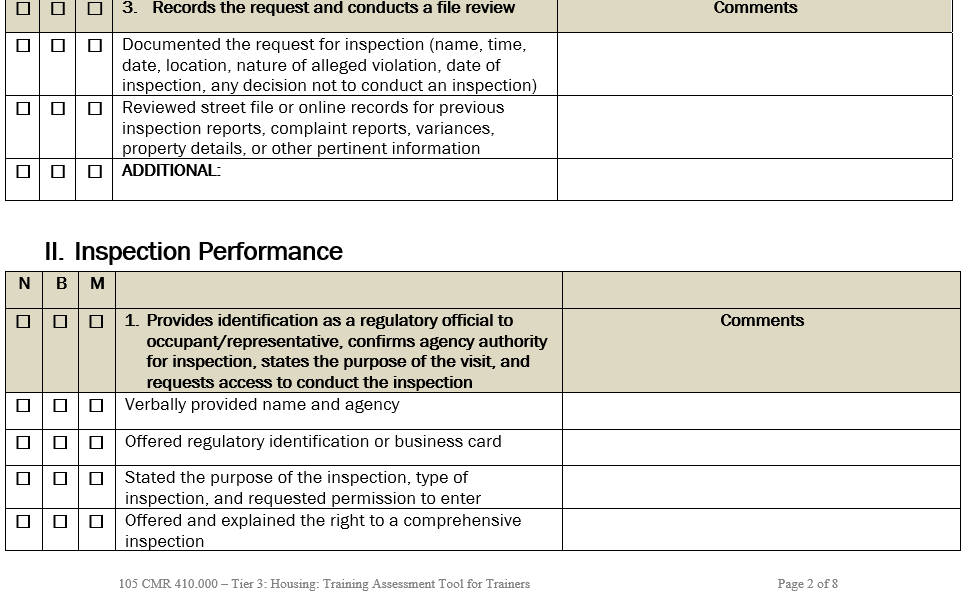 3. Records the request and conducts a file review
Comments
Documented the request for inspection (name, time,
date, location, nature of alleged violation, date of
inspection, any decision not to conduct an inspection)
Reviewed street file or online records for previous
inspection reports, complaint reports, variances,
property details, or other pertinent information
ADDITIONAL:
II. Inspection Performance
N B M
1. Provides identification as a regulatory official to
occupant/representative, confirms agency authority
for inspection, states the purpose of the visit, and
requests access to conduct the inspection
Comments
Verbally provided name and agency
Offered regulatory identification or business card
Stated the purpose of the inspection, type of
inspection, and requested permission to enter
Offered and explained the right to a comprehensive
inspection
105 CMR 410.000 – Tier 3: Housing: Training Assessment Tool for Trainers
Page 2 of 8